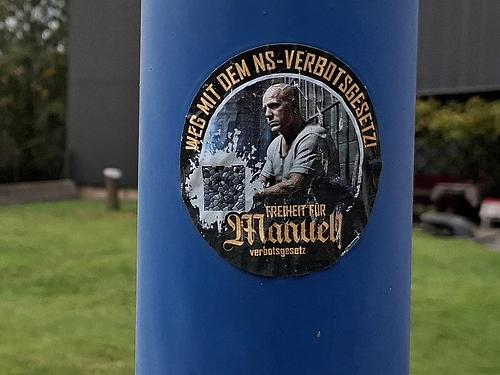 WEG MIT DEM NS-VERBOTSGESETZ!
FREIHEIT FÜR
Manuel!
verbotsgesetz